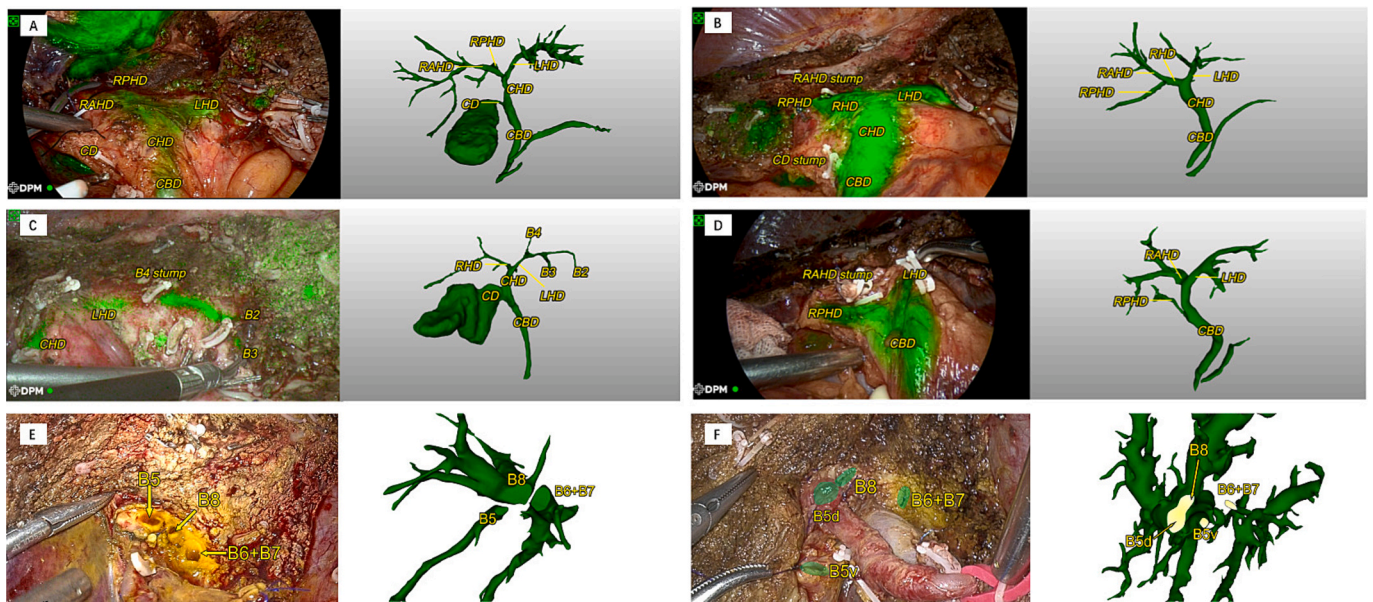 A
RPHD
RAHD
LHD
CD
CHD
CBD
DPM
RPHD
RAHD
LHD
CD
CHD
CBD
B
RAHD stump
RPHD
RHD
LHD
CHD
CD stump
CBD
DPM
RHD
RAHD
LHD
RPHD
CHD
CBD
C
B4 stump
LHD
B2
CHD
B3
DPM
B4
RHD
B3
B2
CHD
CD
LHD
CBD
D
RAHD stump
LHD
RPHD
CBD
DPM
RAHD
LHD
RPHD
CBD
E
B5
B8
B6+B7
B8
B6+B7
B5
F
B8
B6+B7
B5d
B5v
B8
B6+B7
B5d
B5v